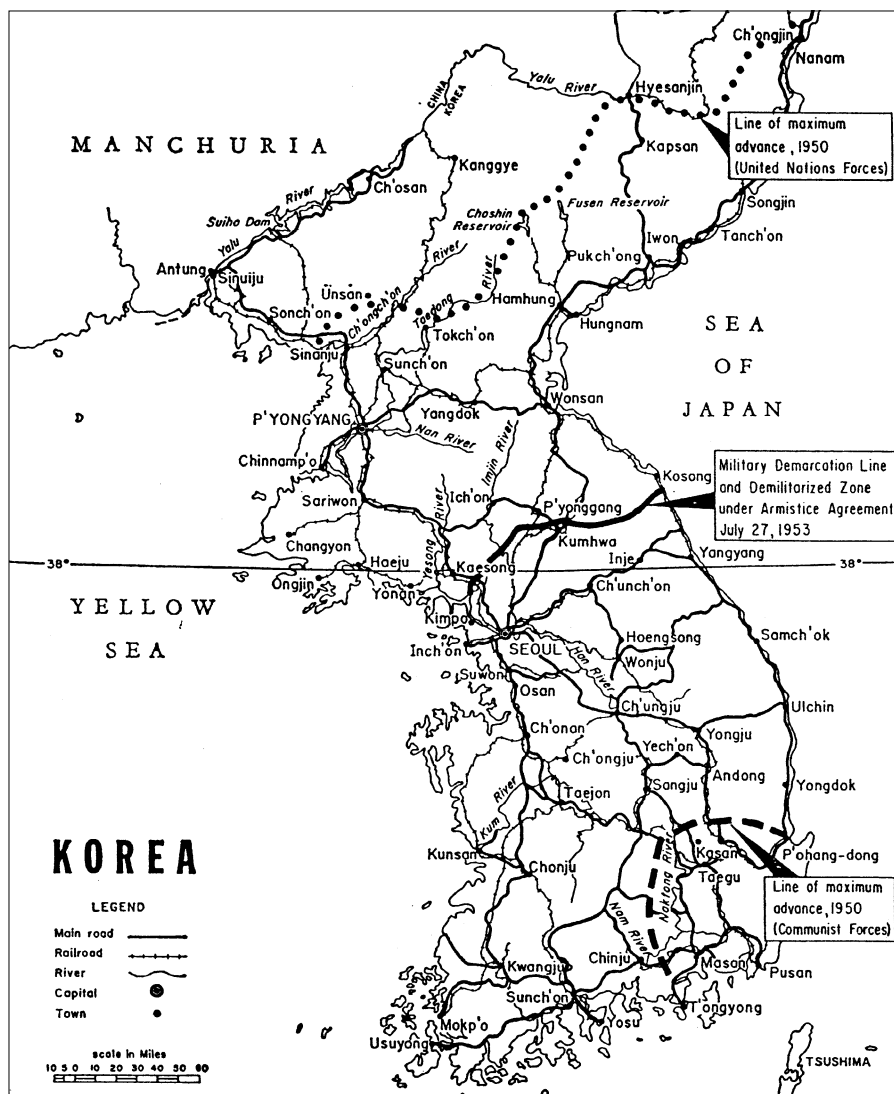 Ch'ongjin
Nanam
Yalu River
Hyesanjin
CHINA
KOREA
Line of maximum
advance, 1950
(United Nations Forces)
MANCHURIA
Kanggye
Kapsan
Ch'osan
River
Suiho Dam
Yalu
Choshin
Reservoir
Fusen Reservoir
Songjin
Iwon
Tanch'on
Antung
Sinuiju
River
Pukch'ong
Ünsan
Sonch'on
Ch'ongch'on
Taedong
River
Hamhung
Tokch'on
Hungnam
Sinanju
Sunch'on
SEA
OF
JAPAN
Wonsan
Yangdok
P'YONGYANG
Nan River
Imjin River
Chinnamp'o
Kosong
Military Demarcation Line
and Demilitarized Zone
under Armistice Agreement
July 27, 1953
Sariwon
River
Ich'on
P'yonggang
Kumhwa
Changyon
Yesong
Haeju
Kaesong
Inje
Yangyang
38°
38°
Ongjin
Yonan
Ch'unch'on
YELLOW
SEA
Kimpo
SEOUL
Inch'on
Han River
Hoengsong
Wonju
Samch'ok
Suwon
Osan
Ch'ungju
Ulchin
Ch'onan
Yongju
Yech'on
Ch'ongju
Andong
Sangju
Yongdok
Kum River
Taejon
Kunsan
Chonju
Naktong River
Kasan
P'ohang-dong
Taegu
Line of maximum
advance, 1950
(Communist Forces)
Nam River
Chinju
Masan
Pusan
Kwangju
Sunch'on
T'ongyong
Mokp'o
Yosu
Usuyong
TSUSHIMA
KOREA
LEGEND
Main road
Railroad
River
Capital
Town
scale in Miles
10 5 0 10 20 30 40 50 60